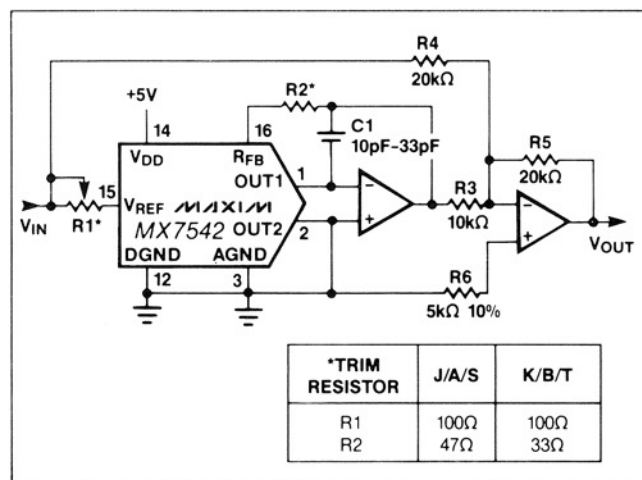 R4
20kΩ
R2*
+5V
14
16
C1
10pF-33pF
R5
20kΩ
VDD
RFB
OUT1
1
15
VREF
MAXIM
R3
10kΩ
VIN
R1*
MX7542
OUT2
2
VOUT
DGND
AGND
12
3
R6
5kΩ 10%
*TRIM RESISTOR J/A/S K/B/T
R1 100Ω 100Ω
R2 47Ω 33Ω